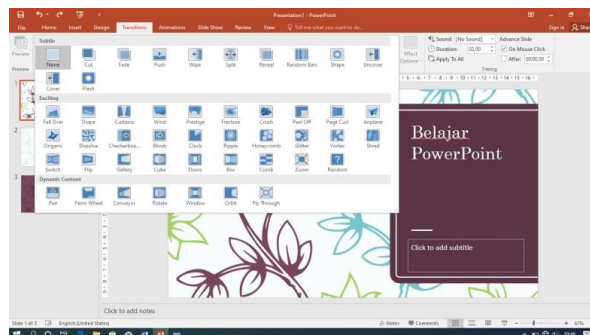 Presentation1 - PowerPoint
File Home Insert Design Transitions Animations Slide Show Review View Tell me what you want to do... Sign in Share
Preview
Preview
Subtle
None Cut Fade Push Wipe Split Reveal Random Bars Shape Uncover
Cover Flash
Exciting
Fall Over Drape Curtains Wind Prestige Fracture Crush Peel Off Page Curl Airplane
Origami Dissolve Checkerboa... Blinds Clock Ripple Honeycomb Glitter Vortex Shred
Switch Flip Gallery Cube Doors Box Comb Zoom Random
Dynamic Content
Pan Ferris Wheel Conveyor Rotate Window Orbit Fly Through
Effect
Options
Sound: [No Sound]
Duration: 02,00
Apply To All
Advance Slide
On Mouse Click
After: 00:00,00
Timing
1
2
3
Belajar
PowerPoint
Click to add subtitle
Click to add notes
Slide 1 of 3 English (United States) Notes Comments 67%